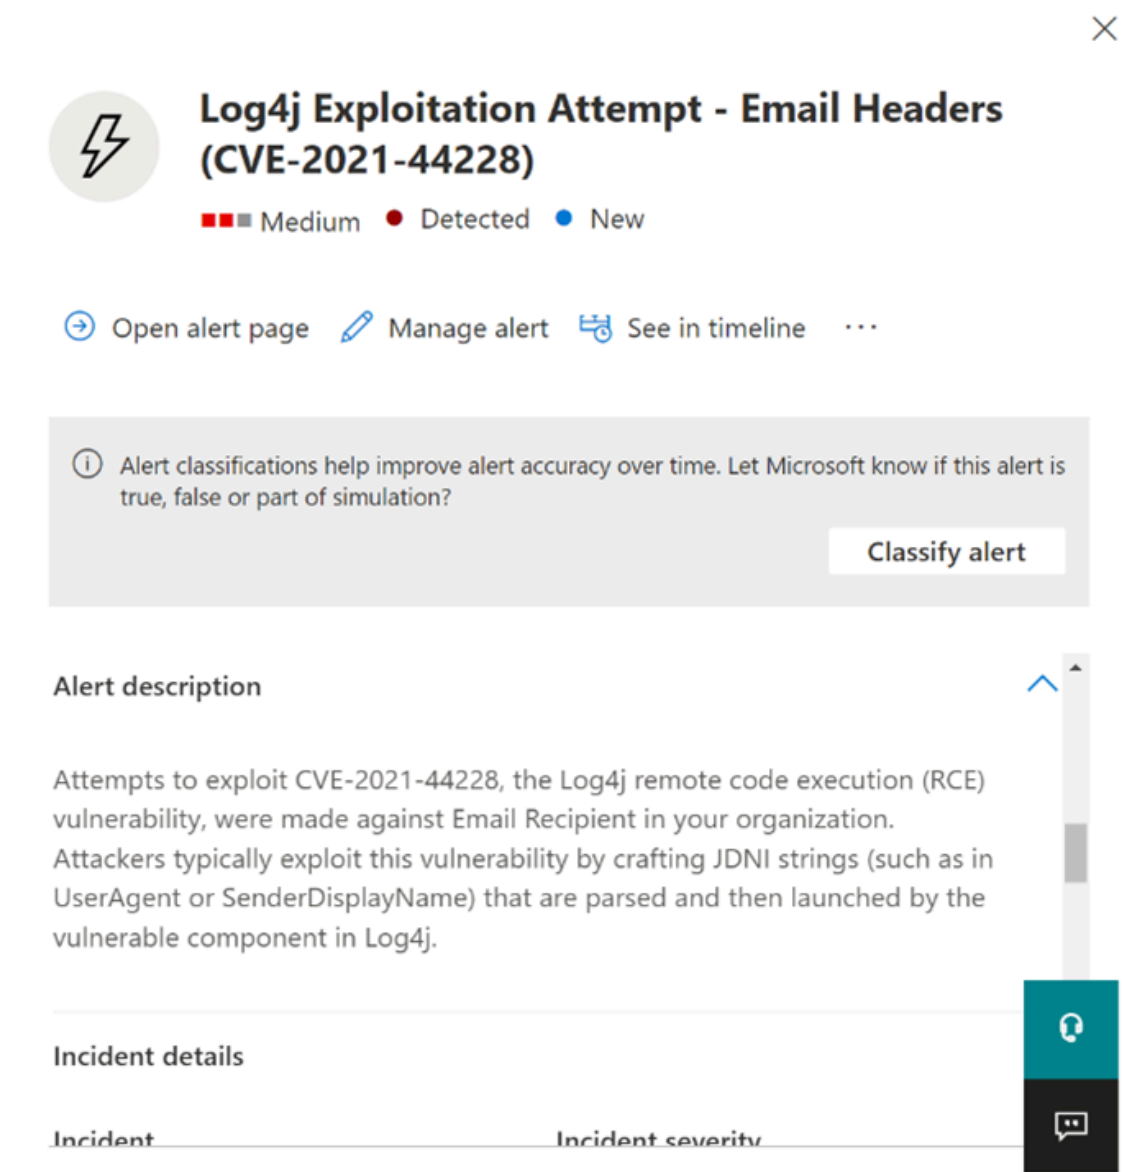 Log4j Exploitation Attempt - Email Headers
(CVE-2021-44228)
Medium Detected New
Open alert page Manage alert See in timeline ...
Alert classifications help improve alert accuracy over time. Let Microsoft know if this alert is
true, false or part of simulation?
Classify alert
Alert description
Attempts to exploit CVE-2021-44228, the Log4j remote code execution (RCE)
vulnerability, were made against Email Recipient in your organization.
Attackers typically exploit this vulnerability by crafting JDNI strings (such as in
UserAgent or SenderDisplayName) that are parsed and then launched by the
vulnerable component in Log4j.
Incident details
Incident Incident severity